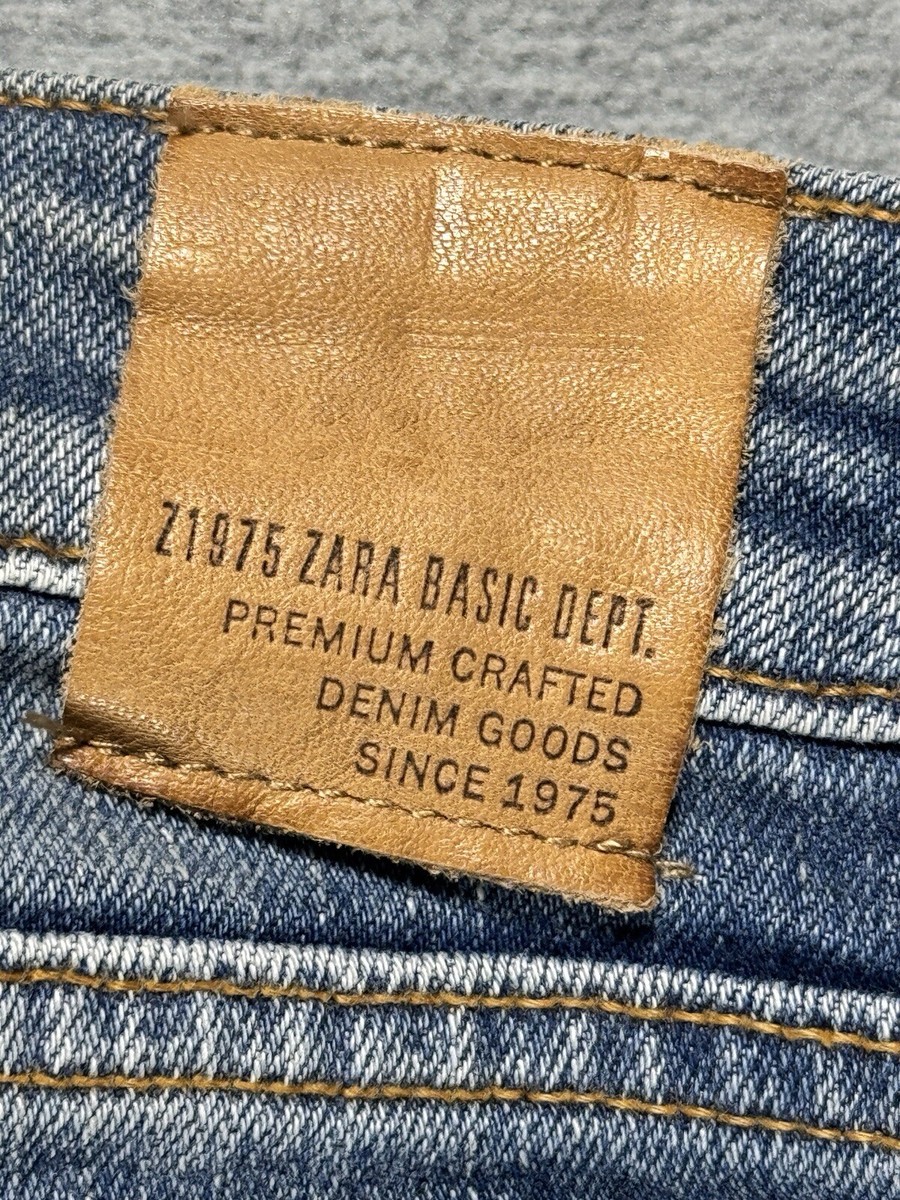 Z1975 ZARA BASIC DEPT.
PREMIUM CRAFTED
DENIM GOODS
SINCE 1975